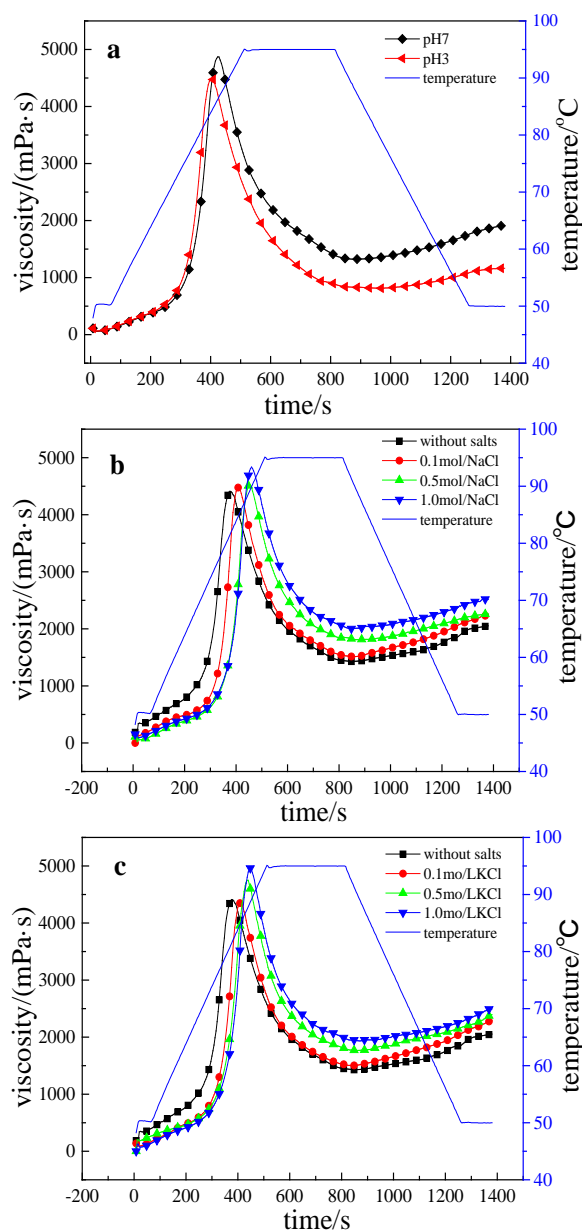 a
pH7
pH3
temperature
viscosity/(mPa·s)
temperature/°C
5000
4000
3000
2000
1000
0
95
90
80
70
60
50
40
0 200 400 600 800 1000 1200 1400
time/s
b
without salts
0.1mol/NaCl
0.5mol/NaCl
1.0mol/NaCl
temperature
viscosity/(mPa·s)
temperature/°C
5000
4000
3000
2000
1000
0
95
90
80
70
60
50
40
-200 0 200 400 600 800 1000 1200 1400
time/s
c
without salts
0.1mo/LKCl
0.5mo/LKCl
1.0mo/LKCl
temperature
viscosity/(mPa·s)
temperature/°C
5000
4000
3000
2000
1000
0
95
90
80
70
60
50
40
-200 0 200 400 600 800 1000 1200 1400
time/s